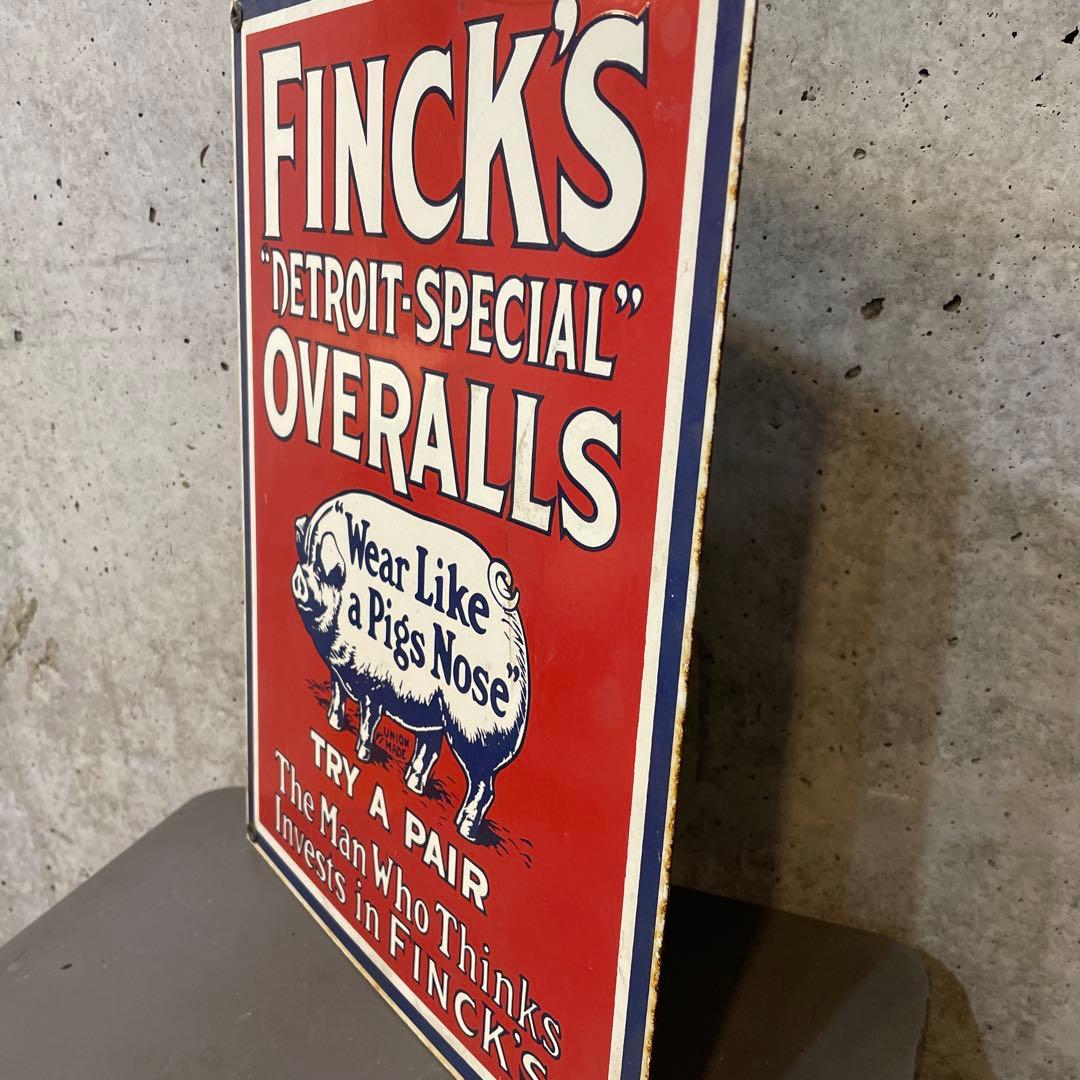 FINCK'S
"DETROIT-SPECIAL"
OVERALLS
"Wear Like
a Pigs Nose"
UNION
MADE
TRY A PAIR
The Man Who Thinks
Invests in FINCK'S